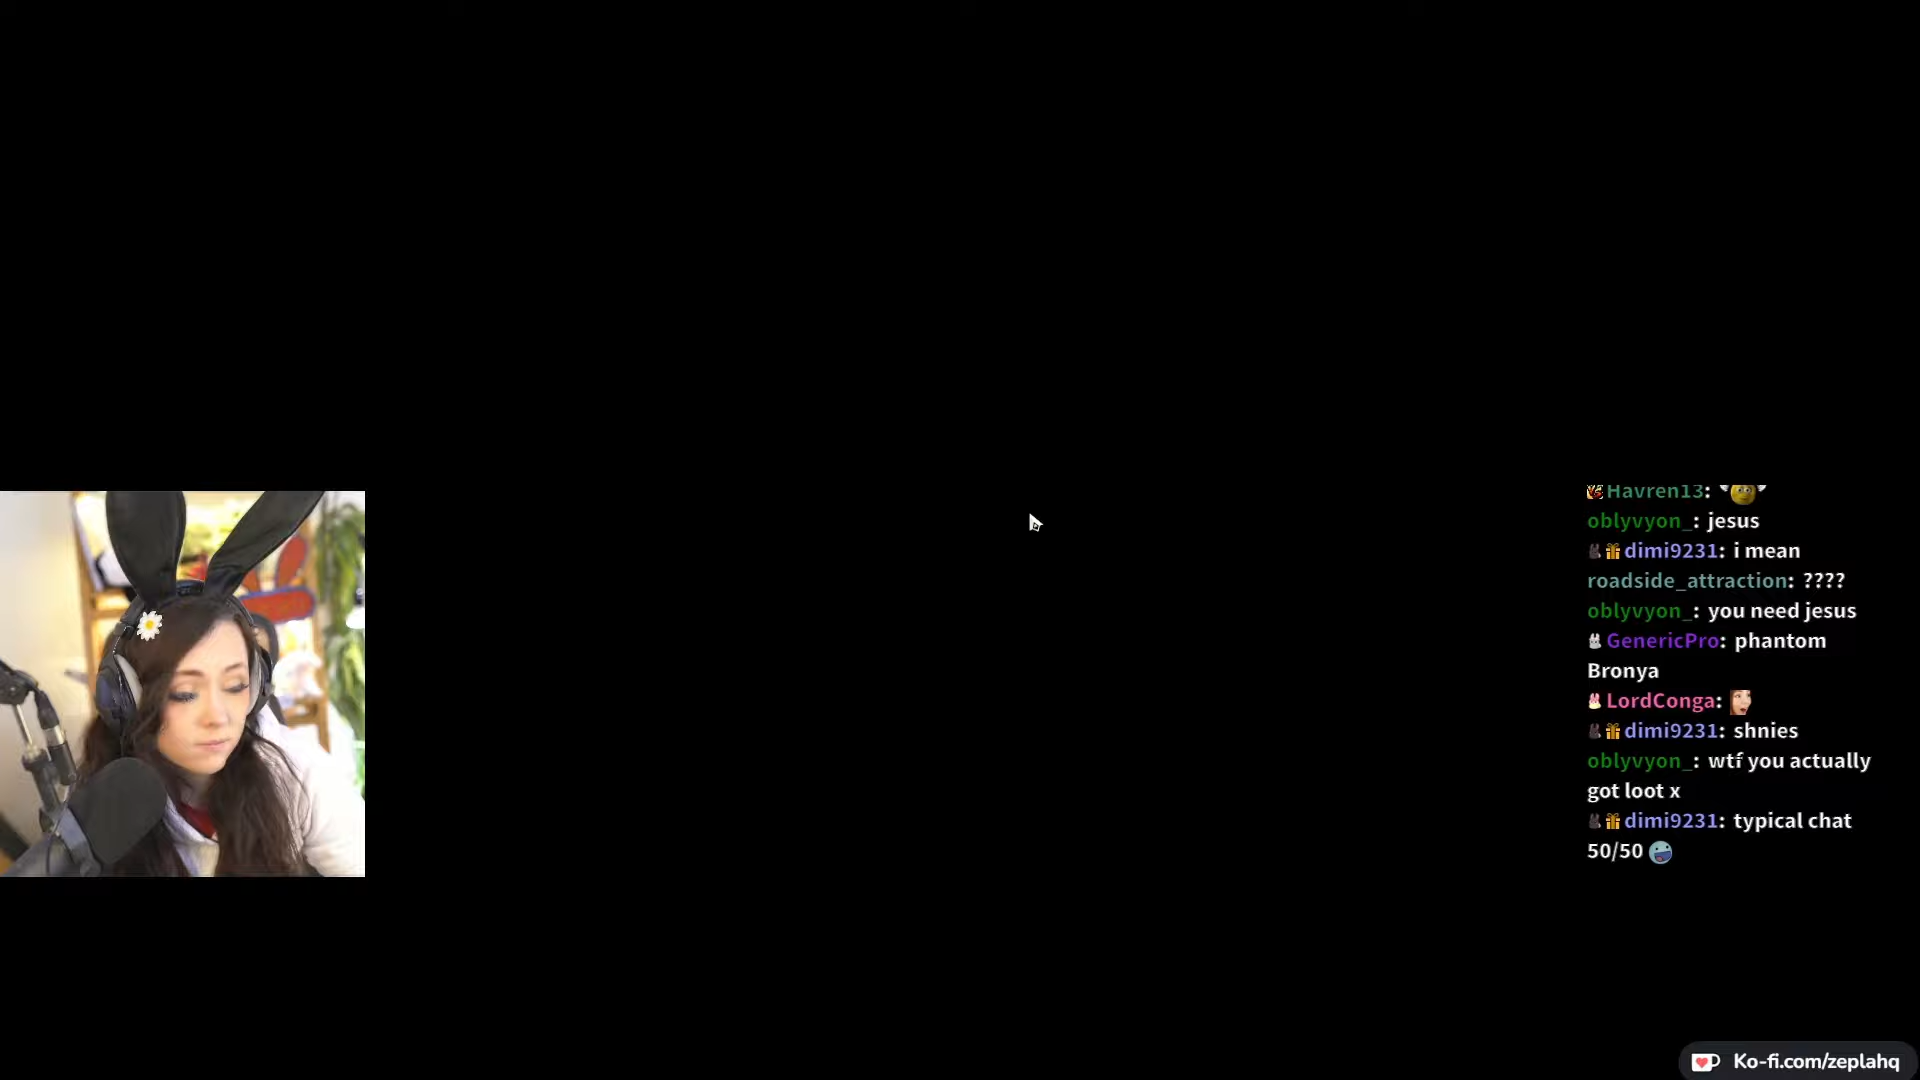 Havren13:
oblyvyon_: jesus
dimi9231: i mean
roadside_attraction: ????
oblyvyon_: you need jesus
GenericPro: phantom
Bronya
LordConga:
dimi9231: shnies
oblyvyon_: wtf you actually
got loot x
dimi9231: typical chat
50/50
Ko-fi.com/zeplahq